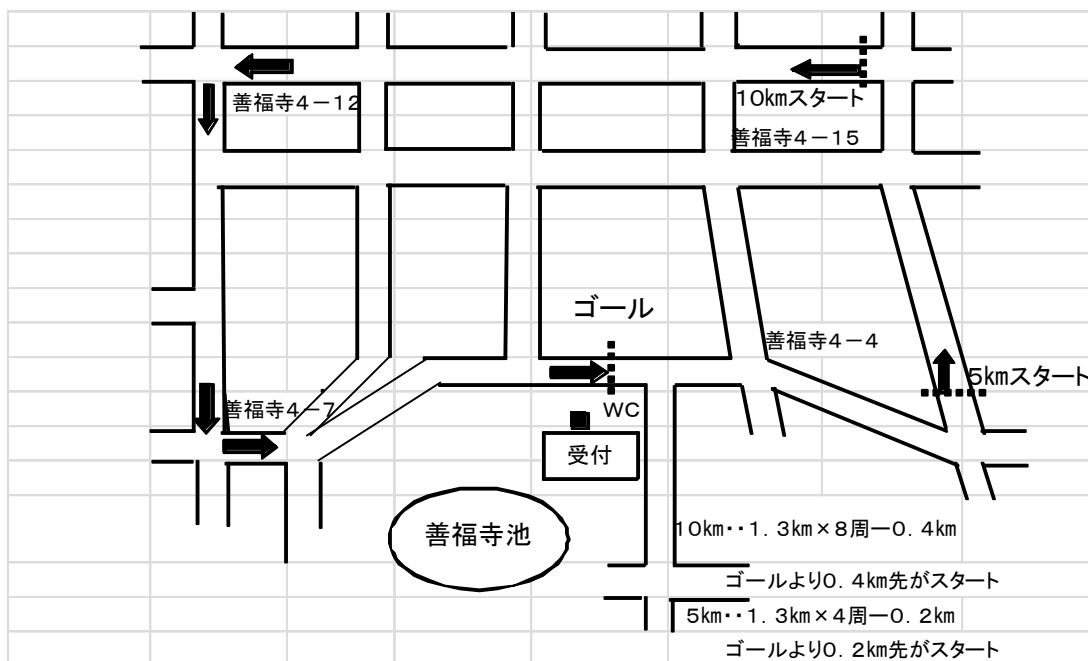 善福寺4－12
10kmスタート
善福寺4－15
ゴール
善福寺4－4
5kmスタート
善福寺4－7
WC
受付
善福寺池
10km‥1.3km×8周ー0.4km
ゴールより0.4km先がスタート
5km‥1.3km×4周ー0.2km
ゴールより0.2km先がスタート